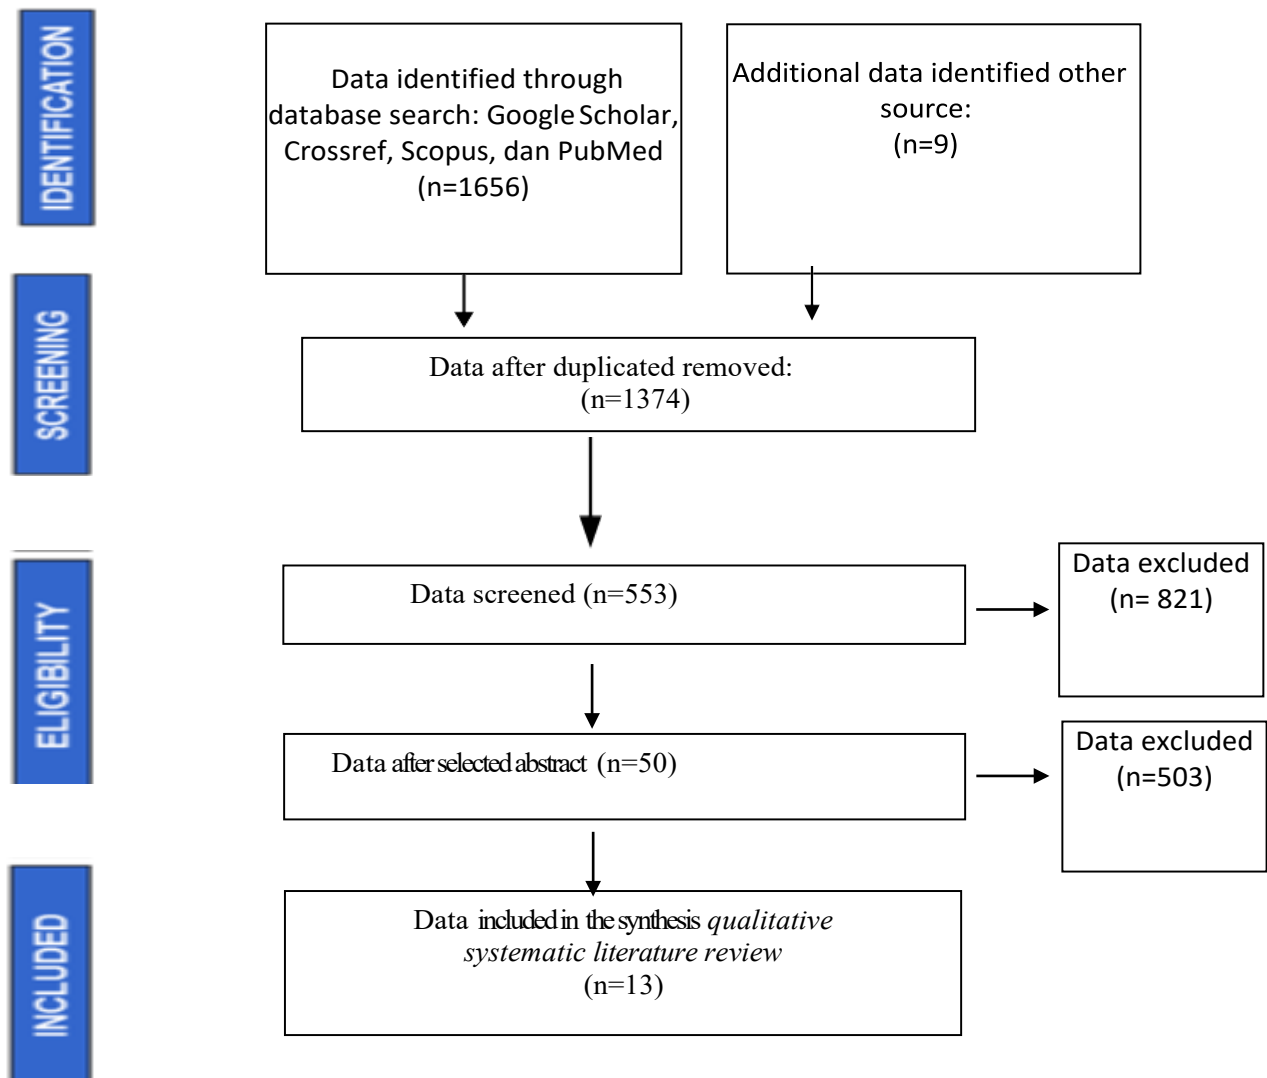 IDENTIFICATION
Data identified through
database search: Google Scholar,
Crossref, Scopus, dan PubMed
(n=1656)
Additional data identified other
source:
(n=9)
SCREENING
Data after duplicated removed:
(n=1374)
ELIGIBILITY
Data screened (n=553)
Data excluded
(n= 821)
Data after selected abstract (n=50)
Data excluded
(n=503)
INCLUDED
Data included in the synthesis qualitative
systematic literature review
(n=13)